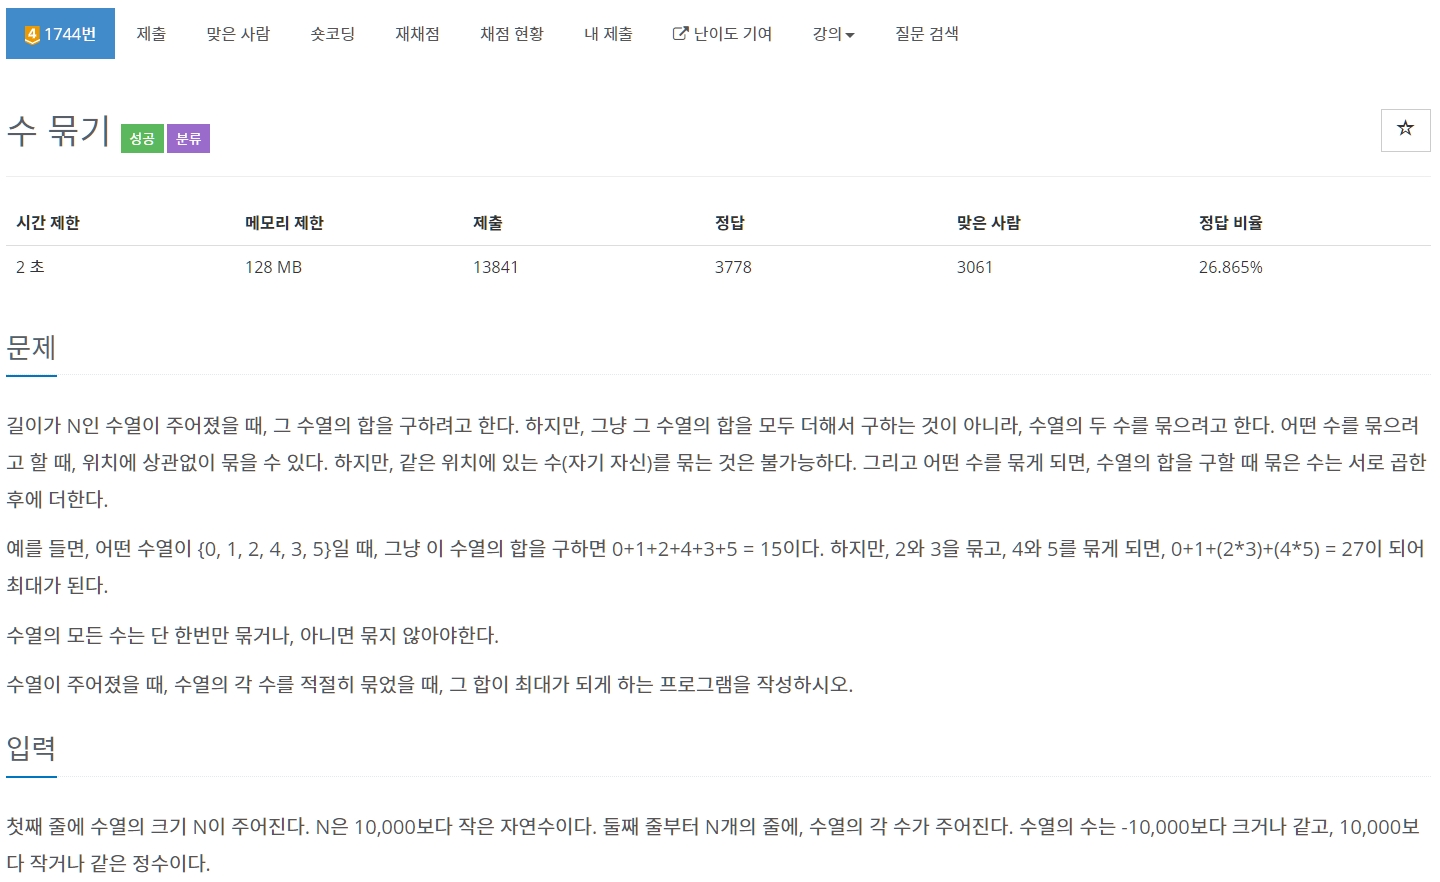 4 1744번 제출 맞은 사람 숏코딩 재채점 채점 현황 내 제출 난이도 기여 강의 질문 검색
수 묶기 성공 분류
시간 제한 메모리 제한 제출 정답 맞은 사람 정답 비율
2 초 128 MB 13841 3778 3061 26.865%
문제
길이가 N인 수열이 주어졌을 때, 그 수열의 합을 구하려고 한다. 하지만, 그냥 그 수열의 합을 모두 더해서 구하는 것이 아니라, 수열의 두 수를 묶으려고 한다. 어떤 수를 묶으려
고 할 때, 위치에 상관없이 묶을 수 있다. 하지만, 같은 위치에 있는 수(자기 자신)를 묶는 것은 불가능하다. 그리고 어떤 수를 묶게 되면, 수열의 합을 구할 때 묶은 수는 서로 곱한
후에 더한다.
예를 들면, 어떤 수열이 {0, 1, 2, 4, 3, 5}일 때, 그냥 이 수열의 합을 구하면 0+1+2+4+3+5 = 15이다. 하지만, 2와 3을 묶고, 4와 5를 묶게 되면, 0+1+(2*3)+(4*5) = 27이 되어
최대가 된다.
수열의 모든 수는 단 한번만 묶거나, 아니면 묶지 않아야한다.
수열이 주어졌을 때, 수열의 각 수를 적절히 묶었을 때, 그 합이 최대가 되게 하는 프로그램을 작성하시오.
입력
첫째 줄에 수열의 크기 N이 주어진다. N은 10,000보다 작은 자연수이다. 둘째 줄부터 N개의 줄에, 수열의 각 수가 주어진다. 수열의 수는 -10,000보다 크거나 같고, 10,000보
다 작거나 같은 정수이다.